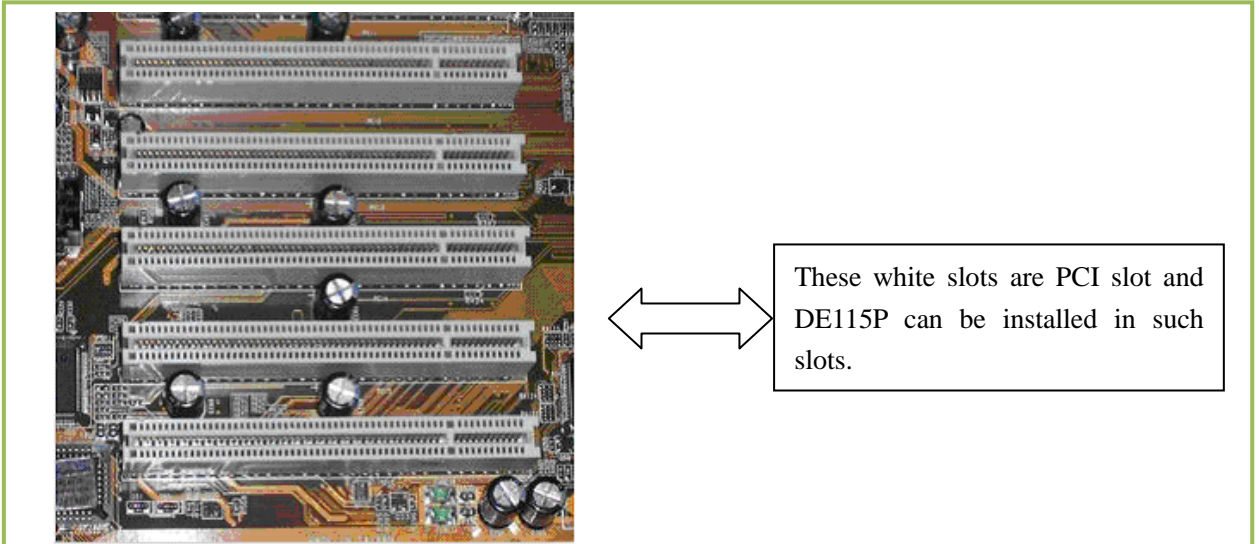 These white slots are PCI slot and
DE115P can be installed in such
slots.